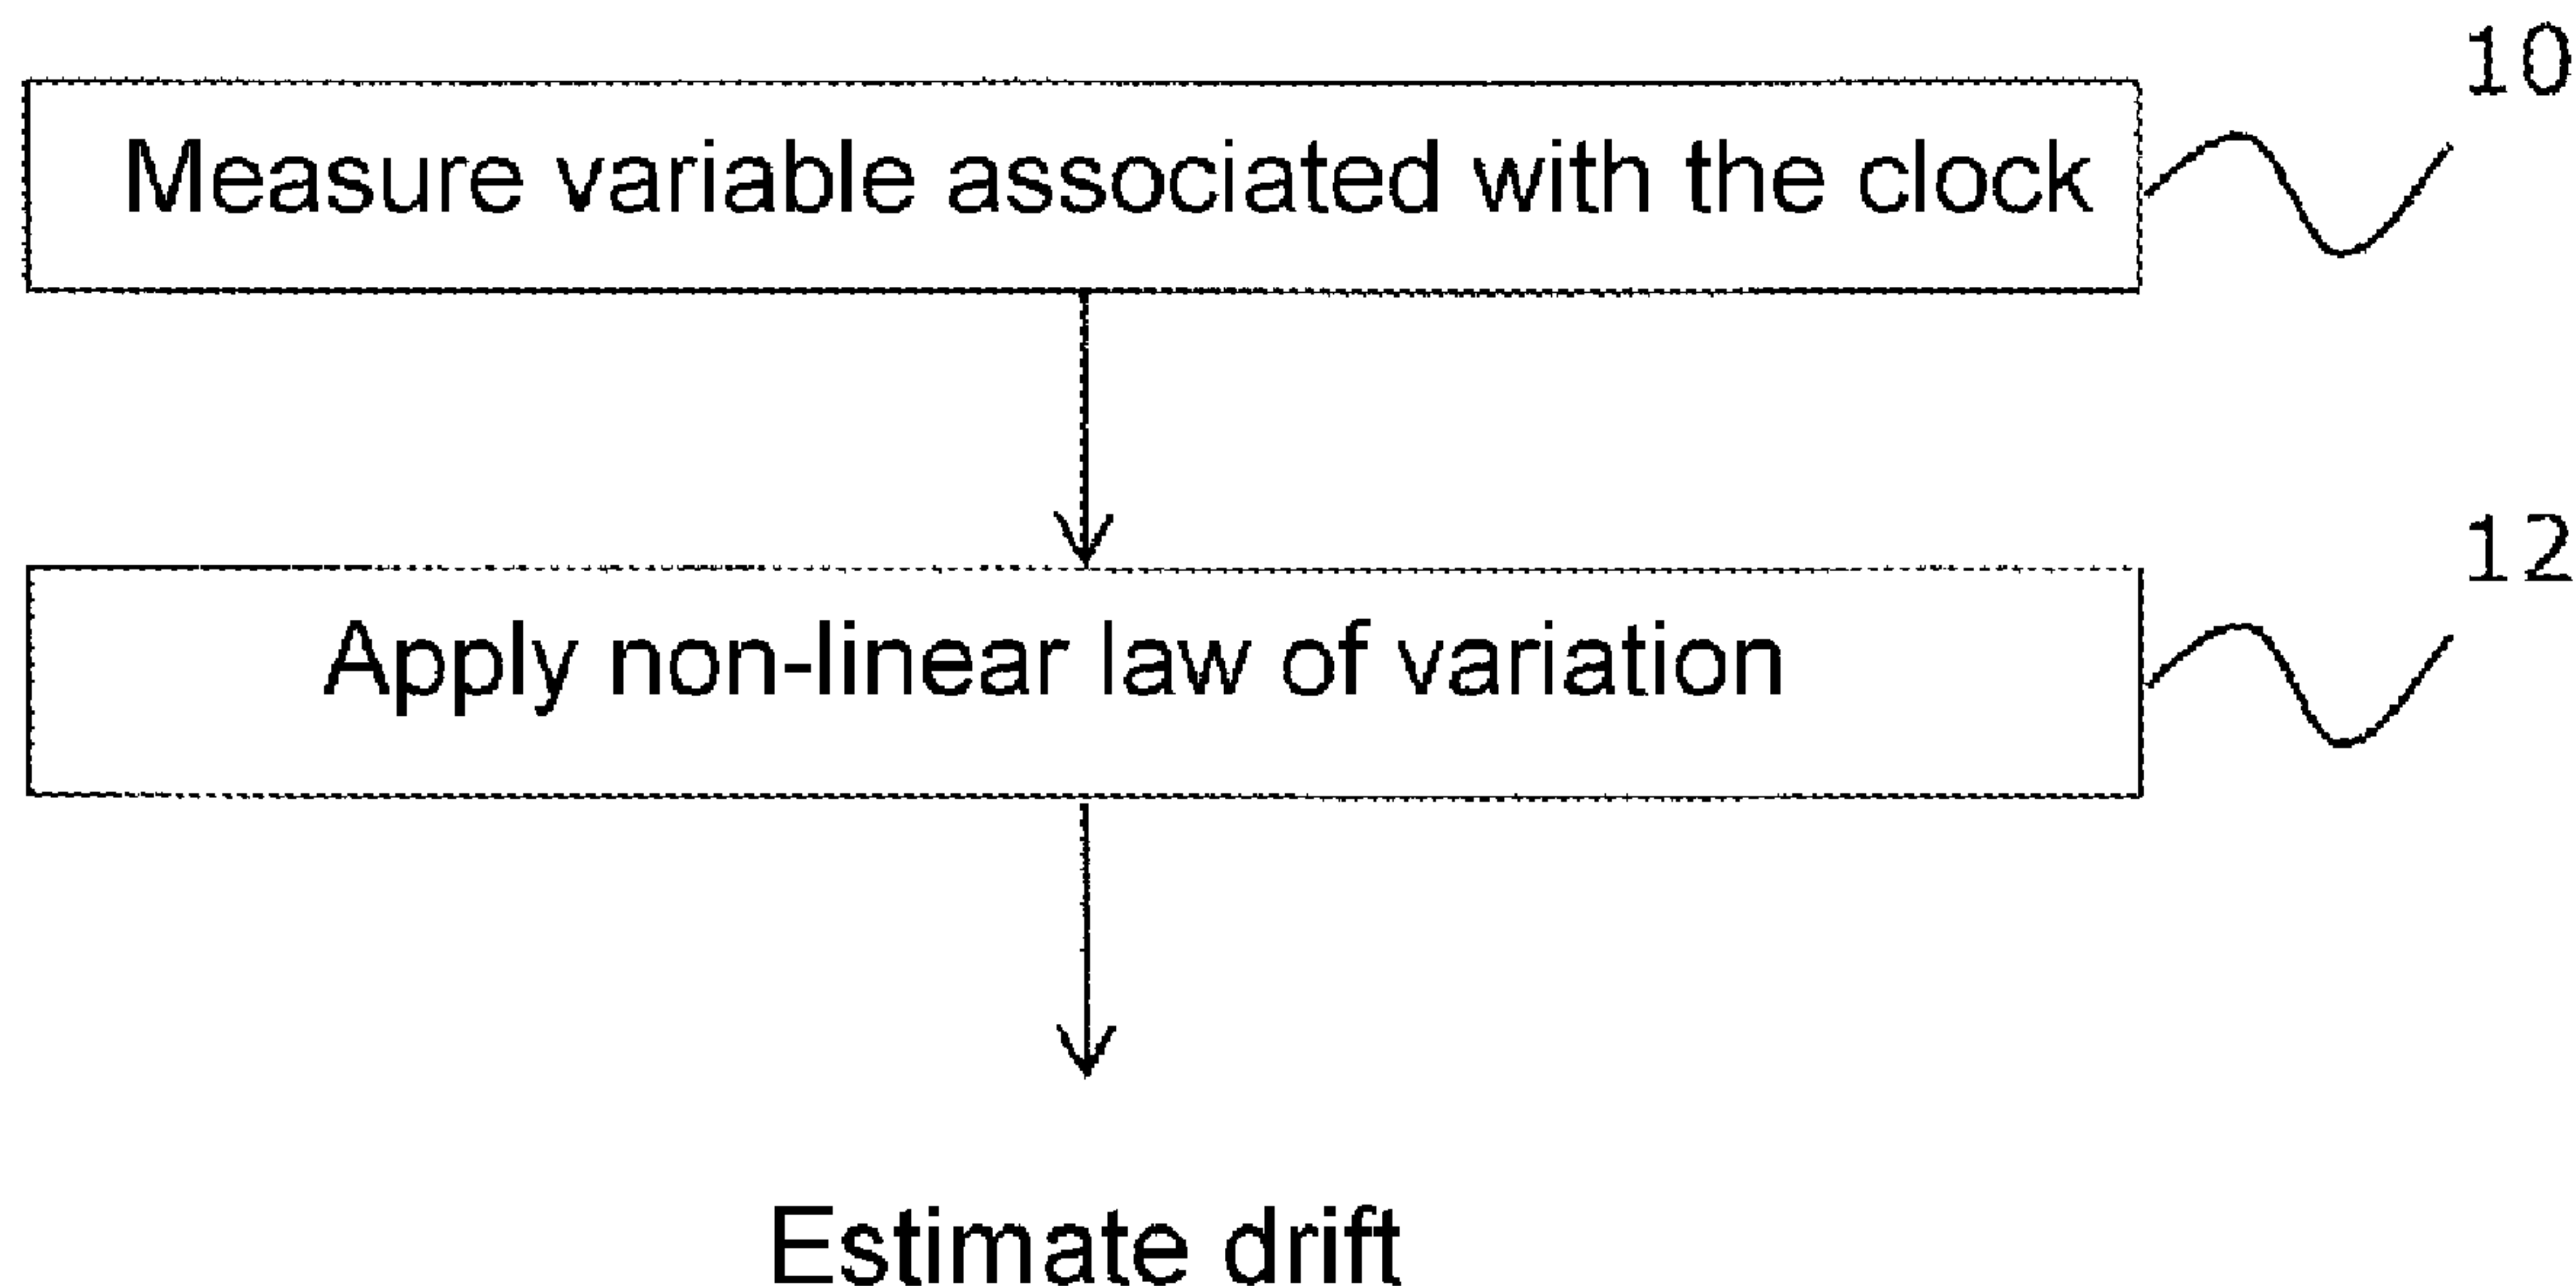 10
Measure variable associated with the clock
12
Apply non-linear law of variation
Estimate drift